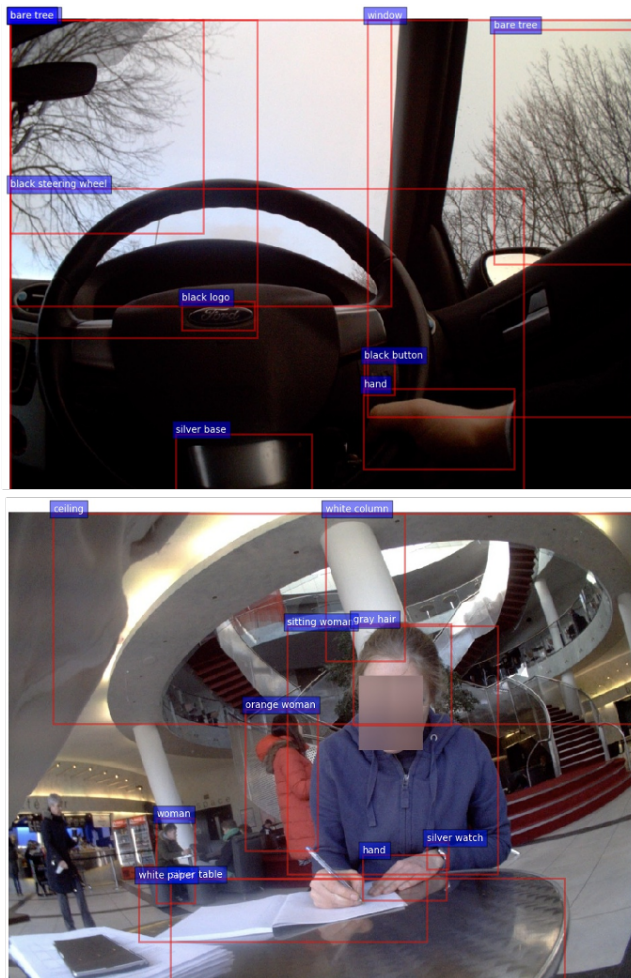 bare tree
window
bare tree
black steering wheel
black logo
Ford
black button
hand
silver base
ceiling
white column
sitting woman
gray hair
orange woman
woman
silver watch
hand
white paper table